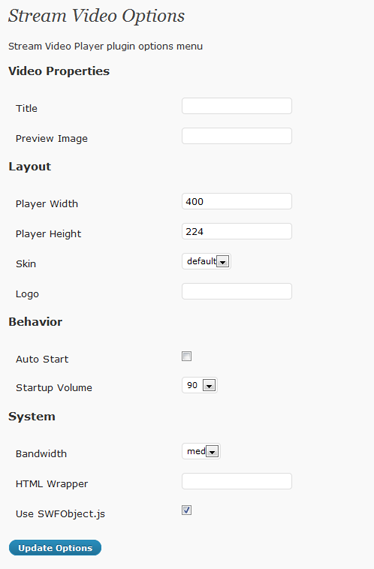 Stream Video Options
Stream Video Player plugin options menu
Video Properties
Title
Preview Image
Layout
Player Width 400
Player Height 224
Skin default
Logo
Behavior
Auto Start
Startup Volume 90
System
Bandwidth med
HTML Wrapper
Use SWFObject.js
Update Options